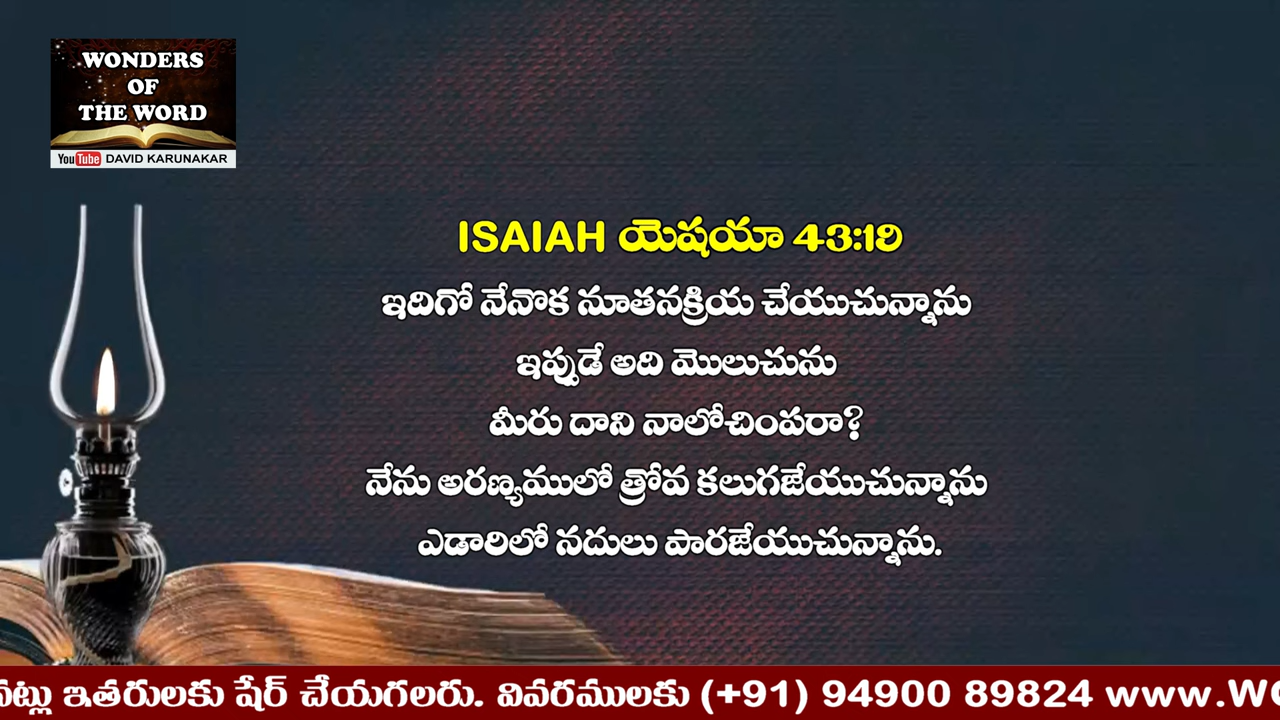 WONDERS
OF
THE WORD
YouTube DAVID KARUNAKAR
ISAIAH యెషయా 43:19
ఇదిగో నేనొక నూతనక్రియ చేయుచున్నాను
ఇప్పుడే అది మొలుచును
మీరు దాని నాలోచింపరా?
నేను అరణ్యములో త్రోవ కలుగజేయుచున్నాను
ఎడారిలో నదులు పారజేయుచున్నాను.
ఇతరులకు షేర్ చేయగలరు. వివరములకు (+91) 94900 89824 www.